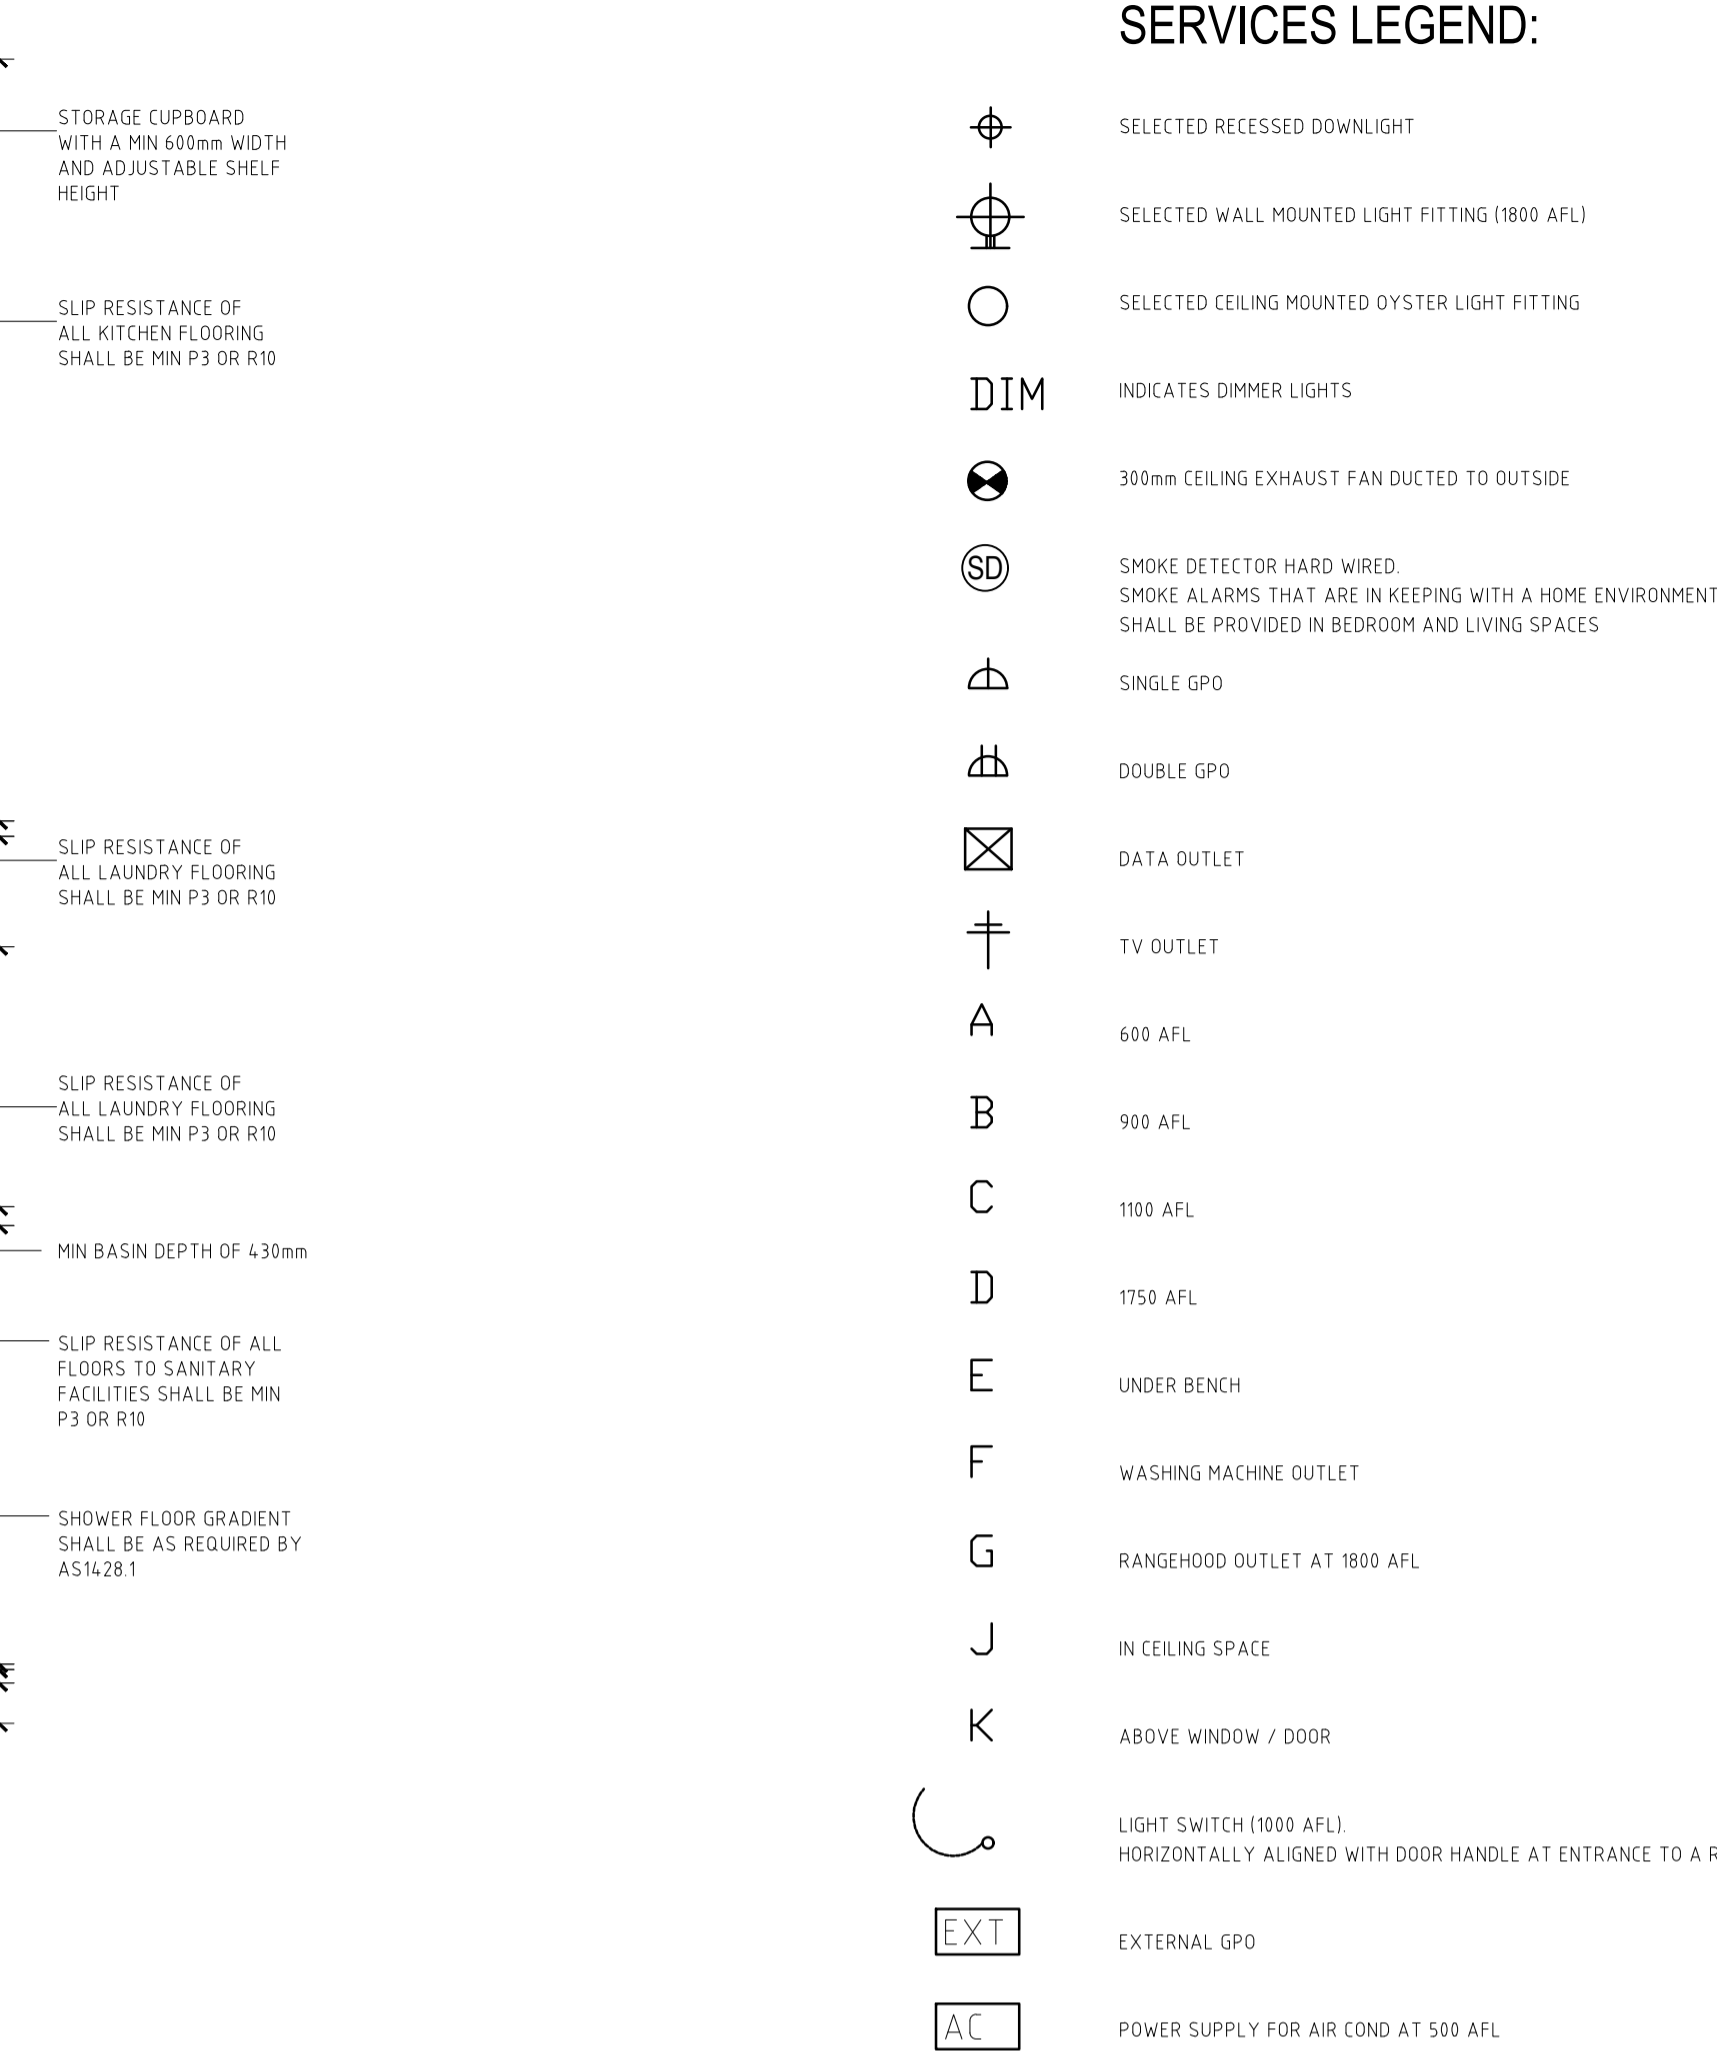 STORAGE CUPBOARD
WITH A MIN 600mm WIDTH
AND ADJUSTABLE SHELF
HEIGHT
SLIP RESISTANCE OF
ALL KITCHEN FLOORING
SHALL BE MIN P3 OR R10
SLIP RESISTANCE OF
ALL LAUNDRY FLOORING
SHALL BE MIN P3 OR R10
SLIP RESISTANCE OF
ALL LAUNDRY FLOORING
SHALL BE MIN P3 OR R10
MIN BASIN DEPTH OF 430mm
SLIP RESISTANCE OF ALL
FLOORS TO SANITARY
FACILITIES SHALL BE MIN
P3 OR R10
SHOWER FLOOR GRADIENT
SHALL BE AS REQUIRED BY
AS1428.1
SERVICES LEGEND:
SELECTED RECESSED DOWNLIGHT
SELECTED WALL MOUNTED LIGHT FITTING (1800 AFL)
SELECTED CEILING MOUNTED OYSTER LIGHT FITTING
DIM INDICATES DIMMER LIGHTS
300mm CEILING EXHAUST FAN DUCTED TO OUTSIDE
SD SMOKE DETECTOR HARD WIRED.
SMOKE ALARMS THAT ARE IN KEEPING WITH A HOME ENVIRONMENT
SHALL BE PROVIDED IN BEDROOM AND LIVING SPACES
SINGLE GPO
DOUBLE GPO
DATA OUTLET
TV OUTLET
A 600 AFL
B 900 AFL
C 1100 AFL
D 1750 AFL
E UNDER BENCH
F WASHING MACHINE OUTLET
G RANGEHOOD OUTLET AT 1800 AFL
J IN CEILING SPACE
K ABOVE WINDOW / DOOR
LIGHT SWITCH (1000 AFL).
HORIZONTALLY ALIGNED WITH DOOR HANDLE AT ENTRANCE TO A
EXT EXTERNAL GPO
AC POWER SUPPLY FOR AIR COND AT 500 AFL